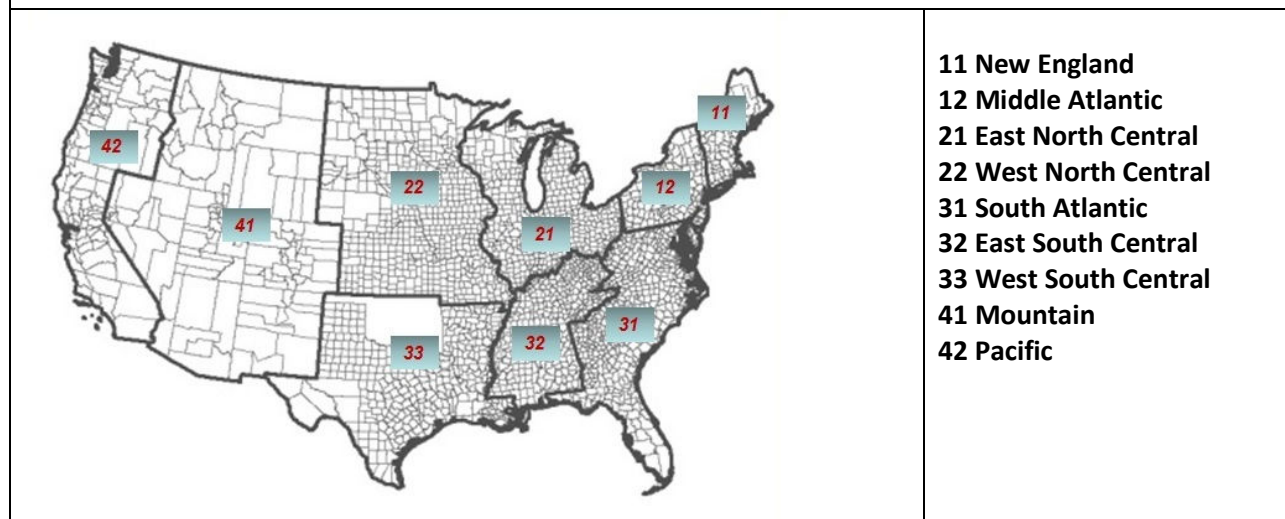 11
42
12
22
41
21
31
32
33
11 New England
12 Middle Atlantic
21 East North Central
22 West North Central
31 South Atlantic
32 East South Central
33 West South Central
41 Mountain
42 Pacific